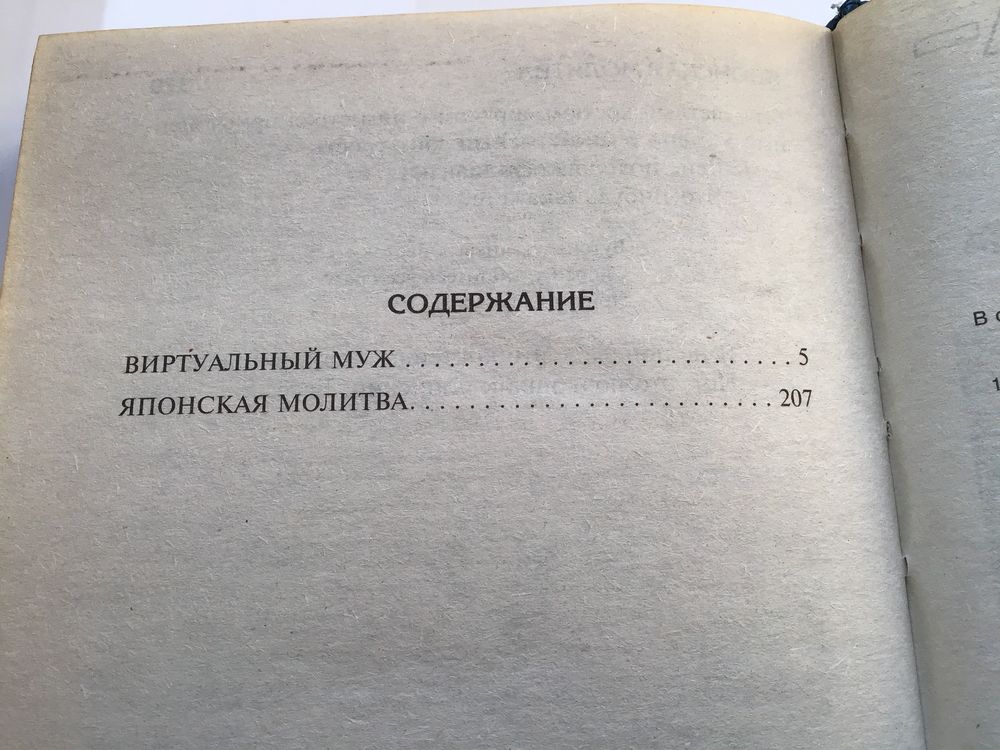 СОДЕРЖАНИЕ
ВИРТУАЛЬНЫЙ МУЖ . . . . . . . . . . . . . . . . . . . . . . . . . . . . 5
ЯПОНСКАЯ МОЛИТВА. . . . . . . . . . . . . . . . . . . . . . . . . . 207
В